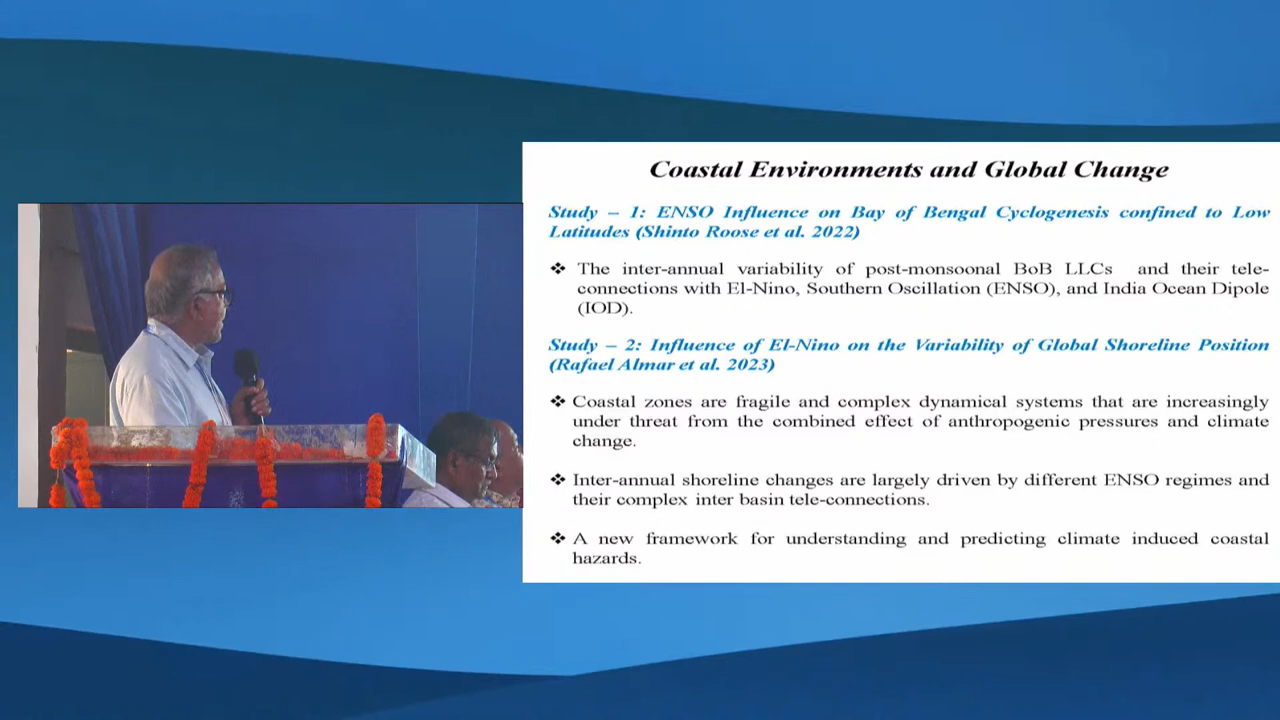 Coastal Environments and Global Change
Study – 1: ENSO Influence on Bay of Bengal Cyclogenesis confined to Low
Latitudes (Shinto Roose et al. 2022)
❖ The inter-annual variability of post-monsoonal BoB LLCs and their tele-
connections with El-Nino, Southern Oscillation (ENSO), and India Ocean Dipole
(IOD).
Study – 2: Influence of El-Nino on the Variability of Global Shoreline Position
(Rafael Almar et al. 2023)
❖ Coastal zones are fragile and complex dynamical systems that are increasingly
under threat from the combined effect of anthropogenic pressures and climate
change.
❖ Inter-annual shoreline changes are largely driven by different ENSO regimes and
their complex inter basin tele-connections.
❖ A new framework for understanding and predicting climate induced coastal
hazards.